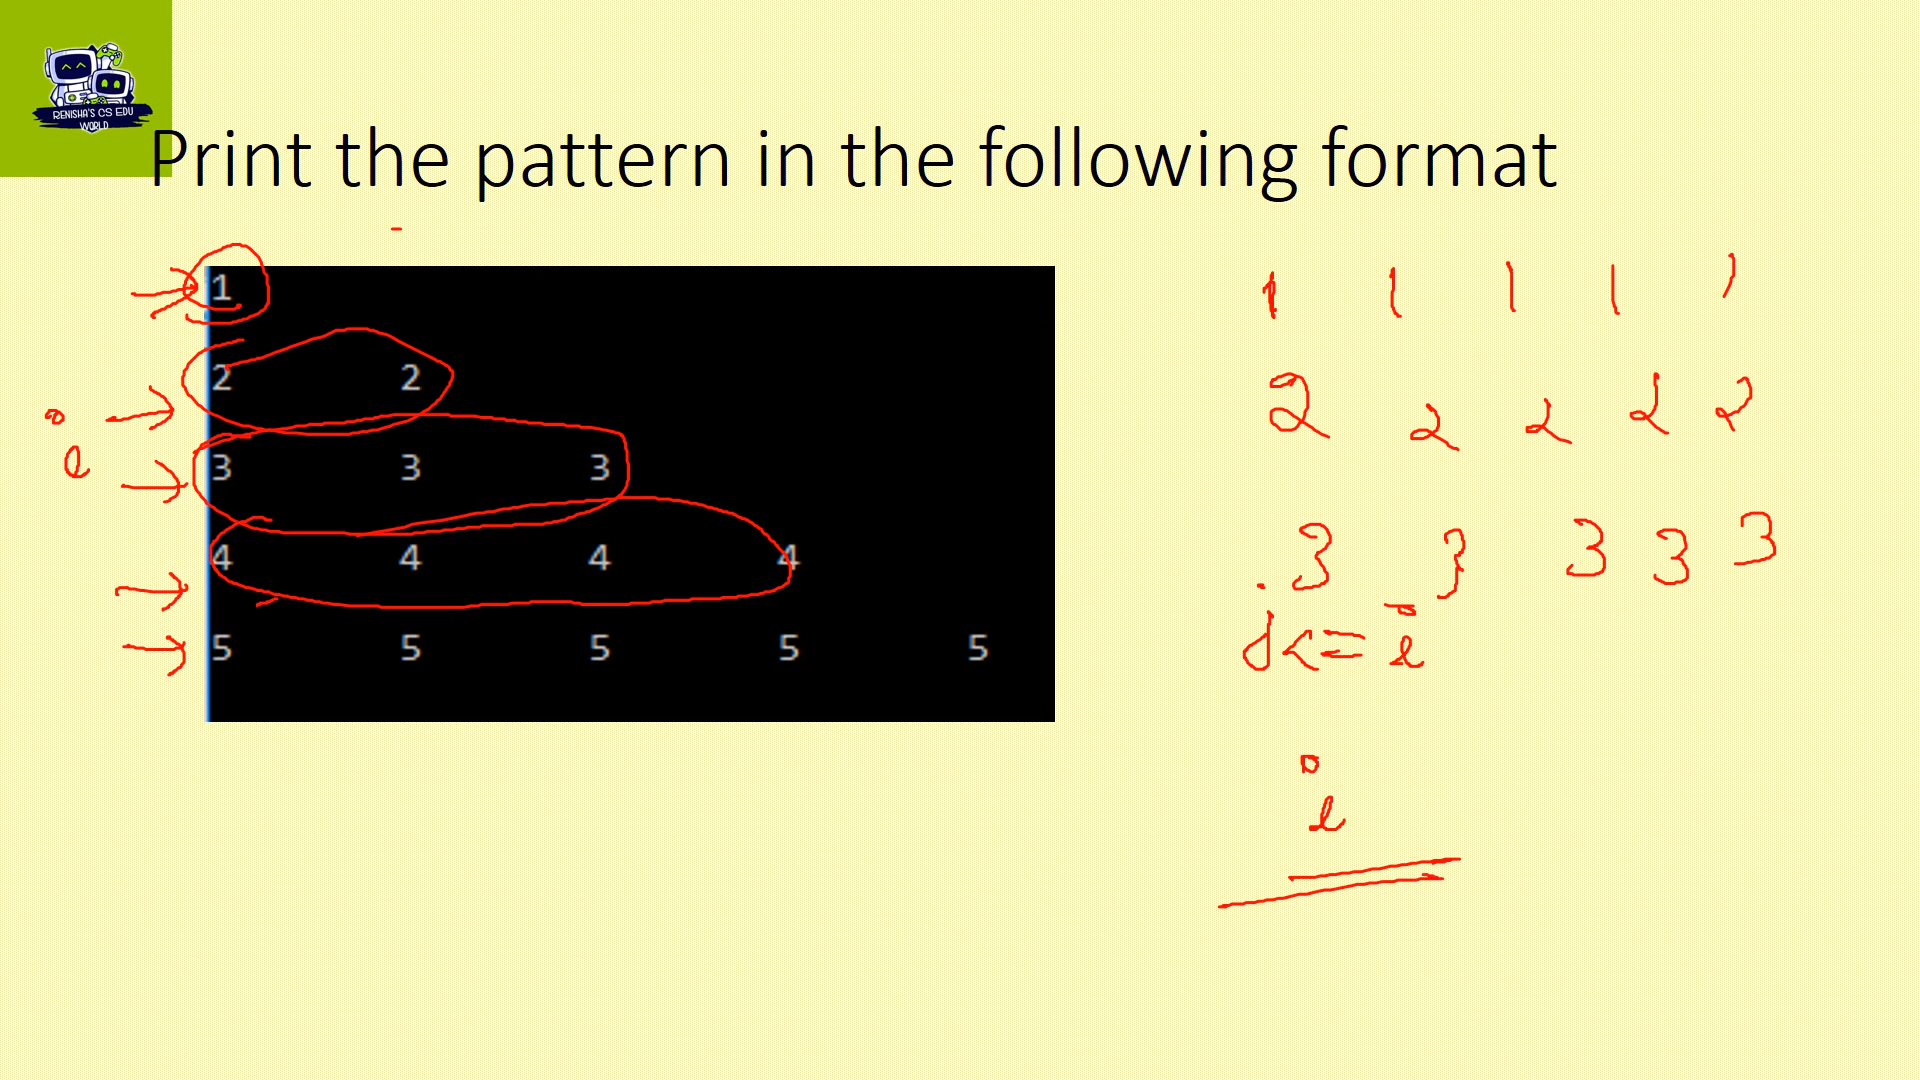 RENISHA'S CS EDU
WORLD
Print the pattern in the following format
1
2 2
3 3 3
4 4 4 4
5 5 5 5 5
i
1 1 1 1 1
2 2 2 2 2
3 3 3 3 3
j<=i
i